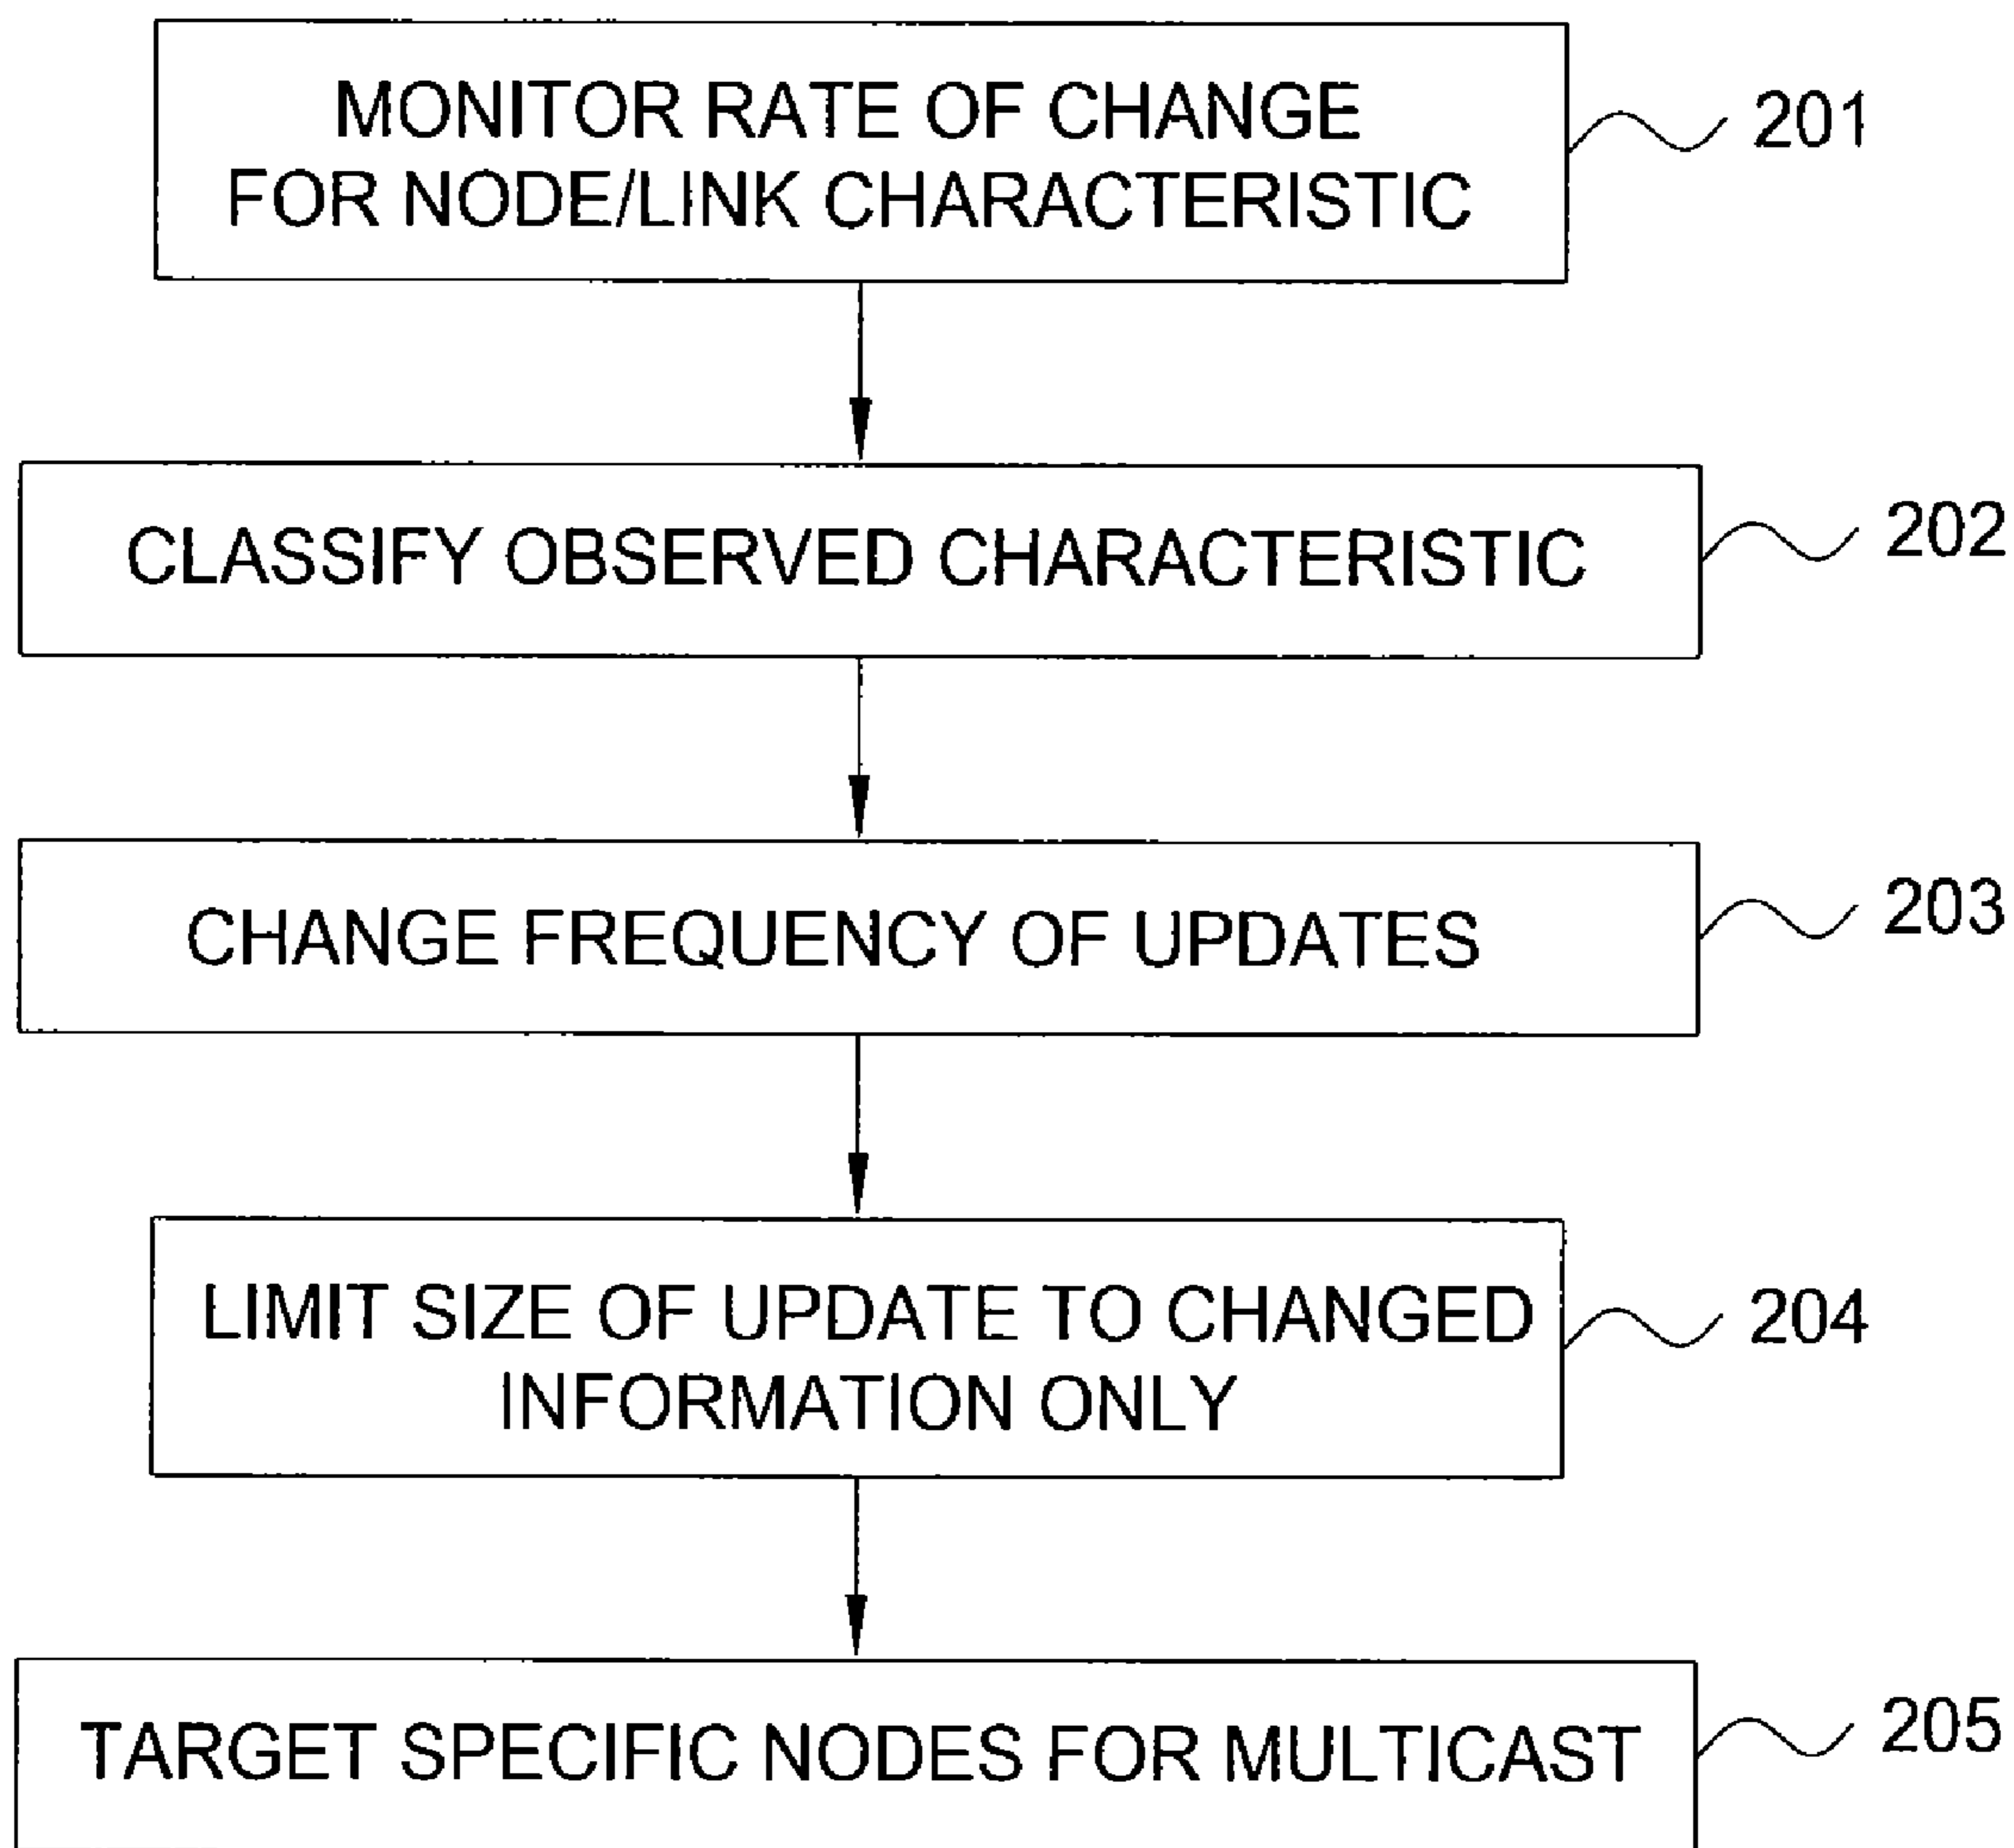 MONITOR RATE OF CHANGE
FOR NODE/LINK CHARACTERISTIC
201
CLASSIFY OBSERVED CHARACTERISTIC
202
CHANGE FREQUENCY OF UPDATES
203
LIMIT SIZE OF UPDATE TO CHANGED
INFORMATION ONLY
204
TARGET SPECIFIC NODES FOR MULTICAST
205